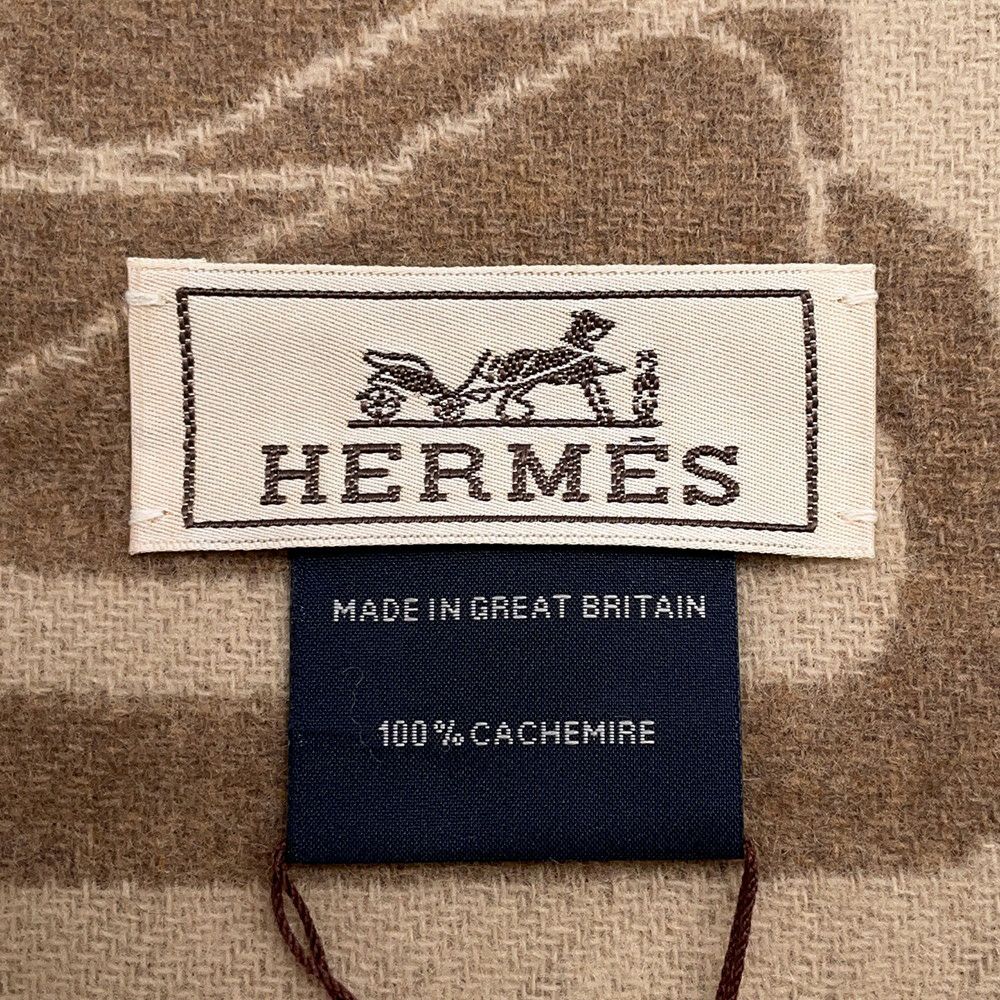 HERMÈS
MADE IN GREAT BRITAIN
100% CACHEMIRE